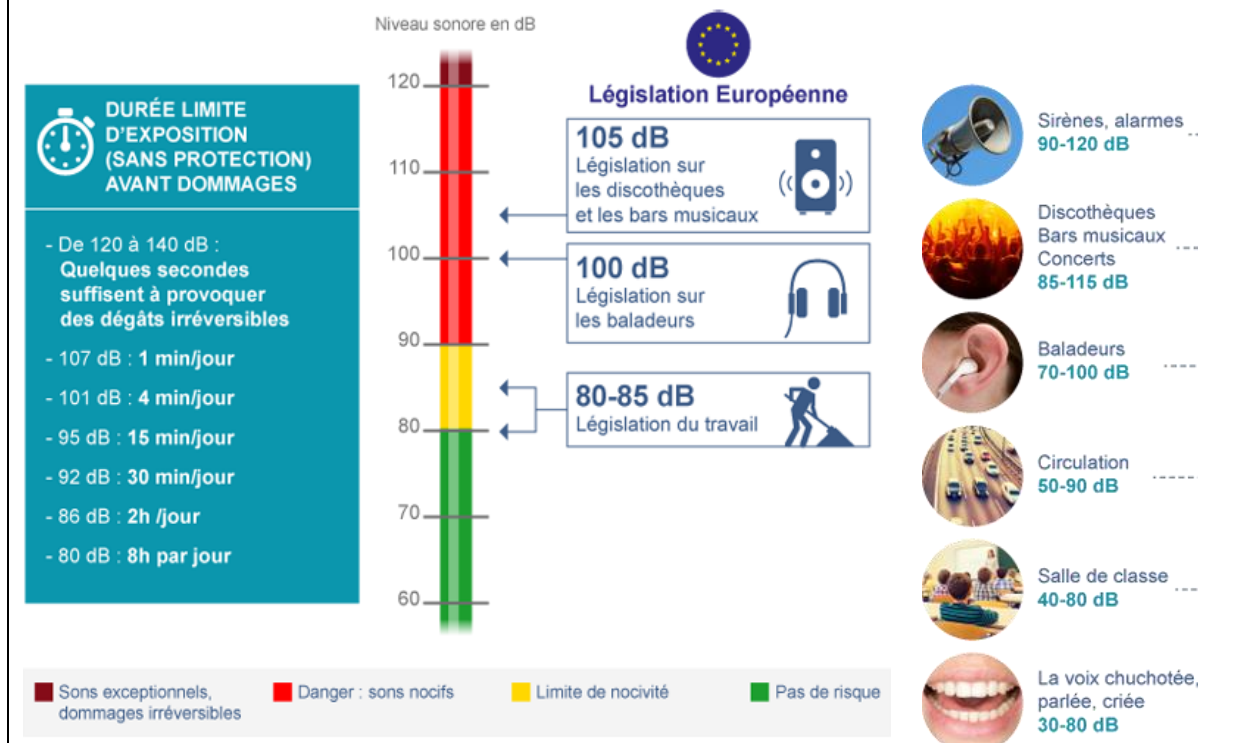 Niveau sonore en dB
120
110
100
90
80
70
60
DURÉE LIMITE
D'EXPOSITION
(SANS PROTECTION)
AVANT DOMMAGES
- De 120 à 140 dB :
Quelques secondes
suffisent à provoquer
des dégâts irréversibles
- 107 dB : 1 min/jour
- 101 dB : 4 min/jour
- 95 dB : 15 min/jour
- 92 dB : 30 min/jour
- 86 dB : 2h /jour
- 80 dB : 8h par jour
Législation Européenne
105 dB
Législation sur
les discothèques
et les bars musicaux
100 dB
Législation sur
les baladeurs
80-85 dB
Législation du travail
Sirènes, alarmes
90-120 dB
Discothèques
Bars musicaux
Concerts
85-115 dB
Baladeurs
70-100 dB
Circulation
50-90 dB
Salle de classe
40-80 dB
La voix chuchotée,
parlée, criée
30-80 dB
Sons exceptionnels,
dommages irréversibles
Danger : sons nocifs
Limite de nocivité
Pas de risque